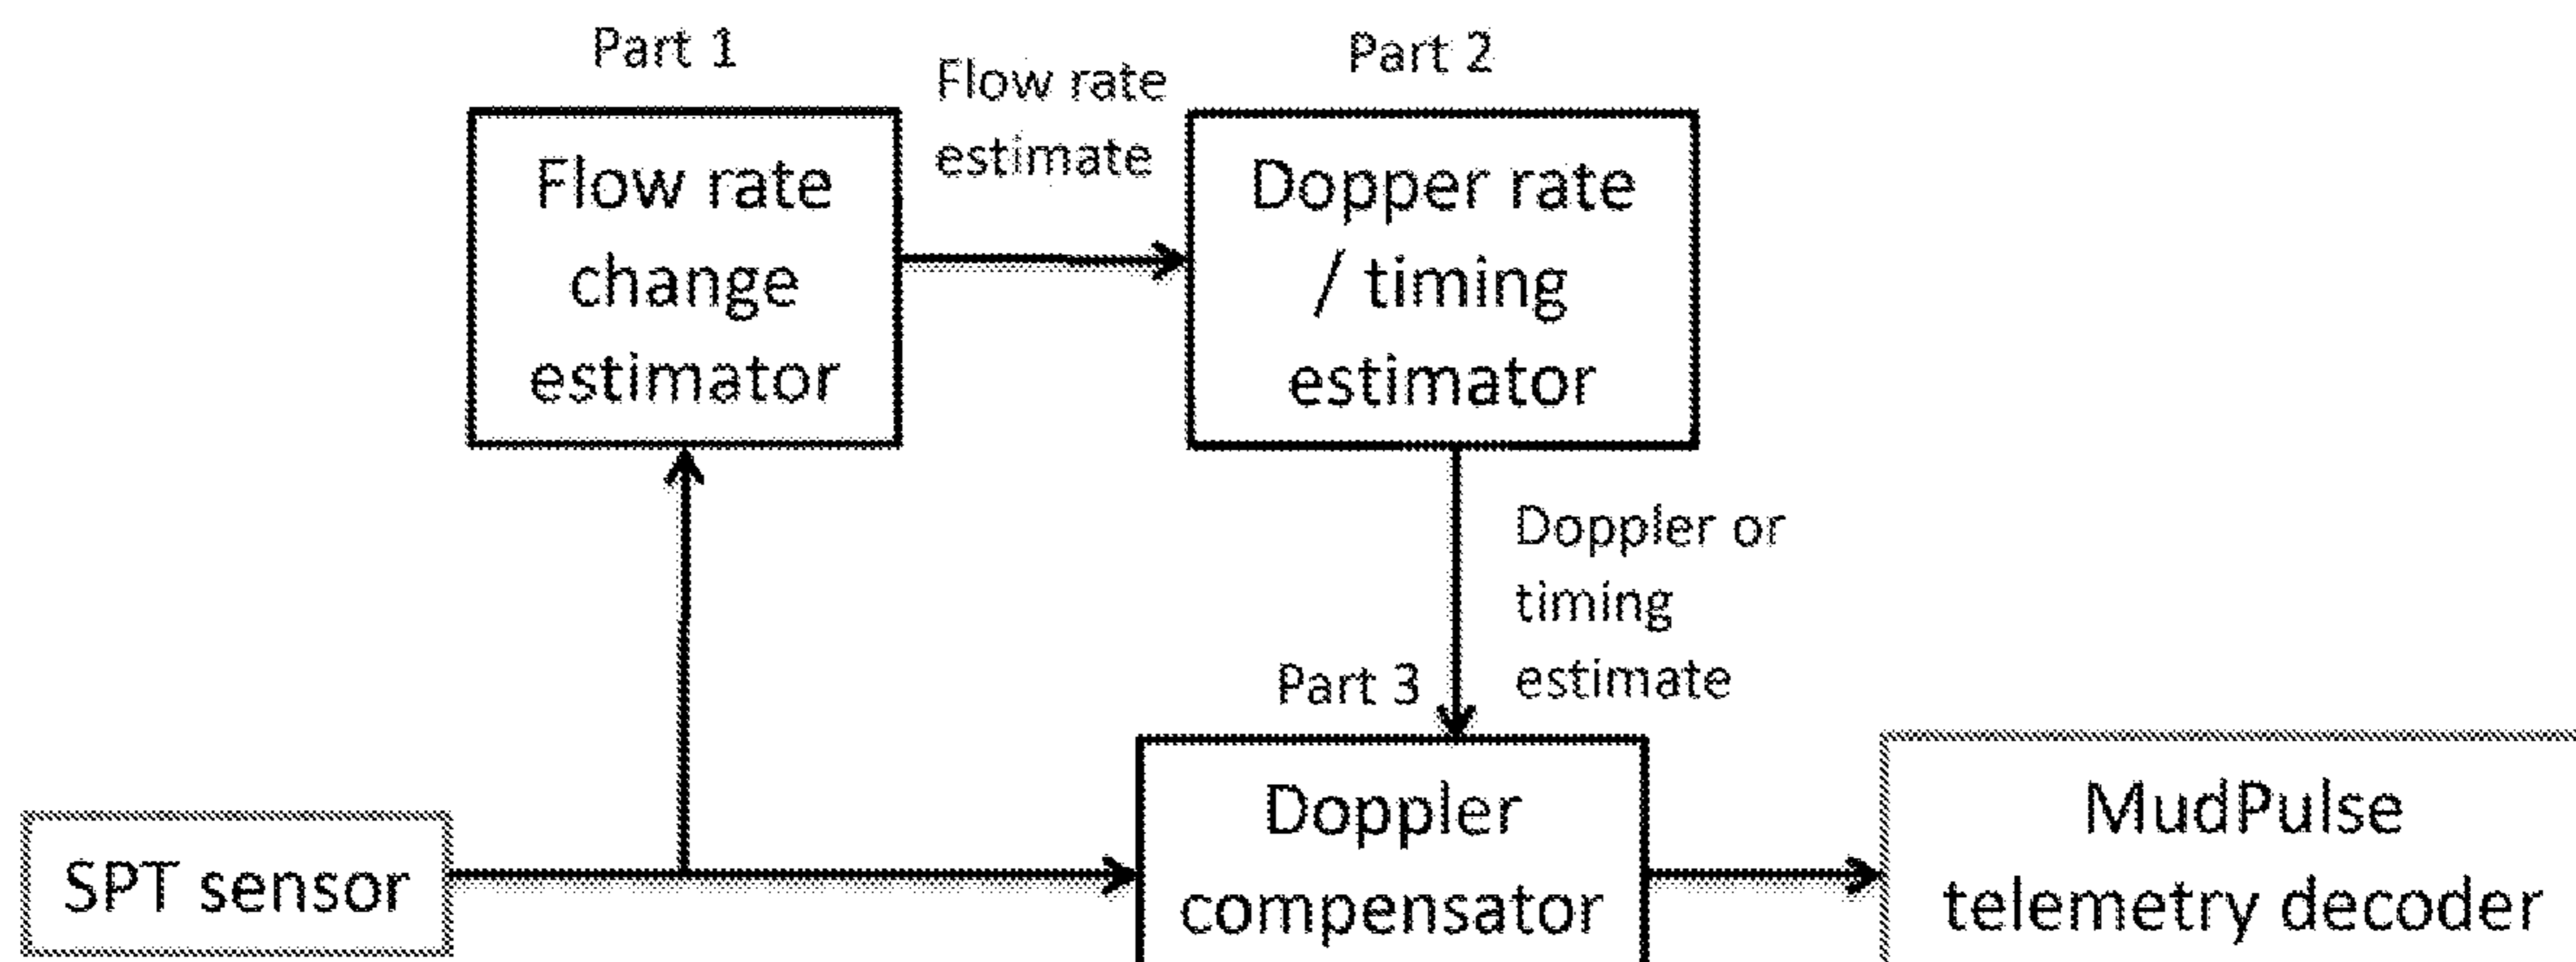 Part 1
Flow rate
estimate
Part 2
Flow rate
change
estimator
Dopper rate
/ timing
estimator
Doppler or
timing
estimate
Part 3
SPT sensor
Doppler
compensator
MudPulse
telemetry decoder